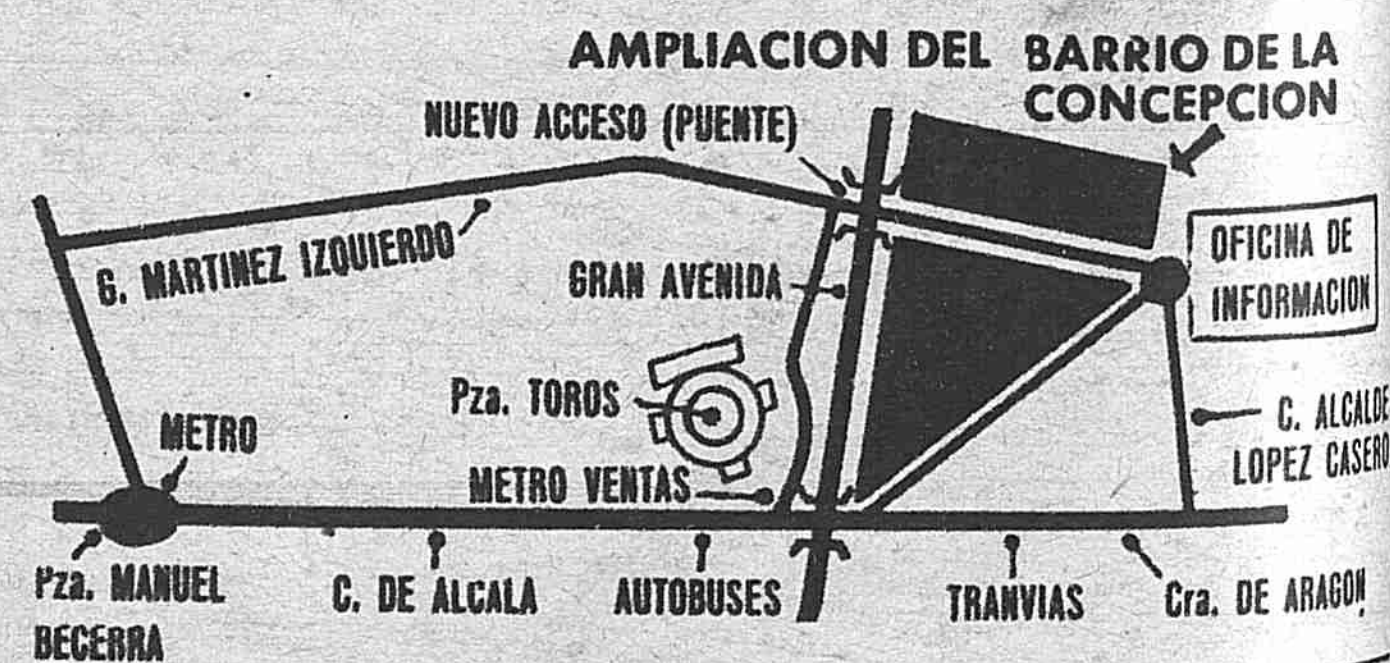 AMPLIACION DEL BARRIO DE LA
CONCEPCION
NUEVO ACCESO (PUENTE)
G. MARTINEZ IZQUIERDO
GRAN AVENIDA
OFICINA DE
INFORMACION
Pza. TOROS
METRO
METRO VENTAS
C. ALCALDE
LOPEZ CASERO
Pza. MANUEL
BECERRA
C. DE ALCALA
AUTOBUSES
TRANVIAS
Cra. DE ARAGON